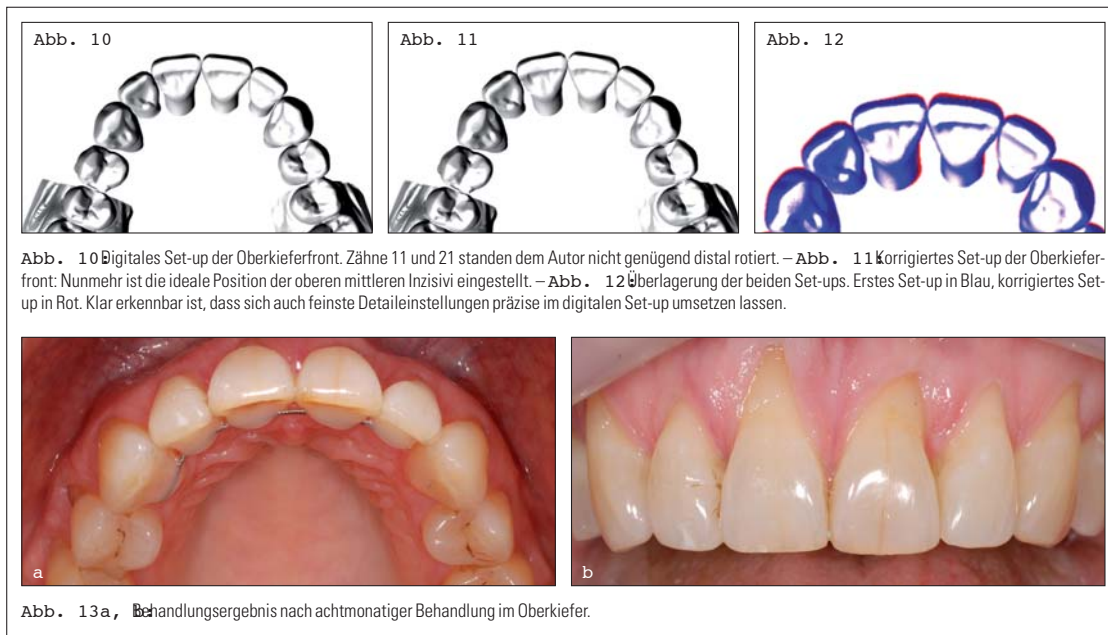 Abb. 10
Abb. 11
Abb. 12
Abb. 10: Digitales Set-up der Oberkieferfront. Zähne 11 und 21 standen dem Autor nicht genügend distal rotiert. – Abb. 11: Korrigiertes Set-up der Oberkiefer-
front: Nunmehr ist die ideale Position der oberen mittleren Inzisivi eingestellt. – Abb. 12: Überlagerung der beiden Set-ups. Erstes Set-up in Blau, korrigiertes Set-
up in Rot. Klar erkennbar ist, dass sich auch feinste Detaileinstellungen präzise im digitalen Set-up umsetzen lassen.
a
b
Abb. 13a, b: Behandlungsergebnis nach achtmonatiger Behandlung im Oberkiefer.